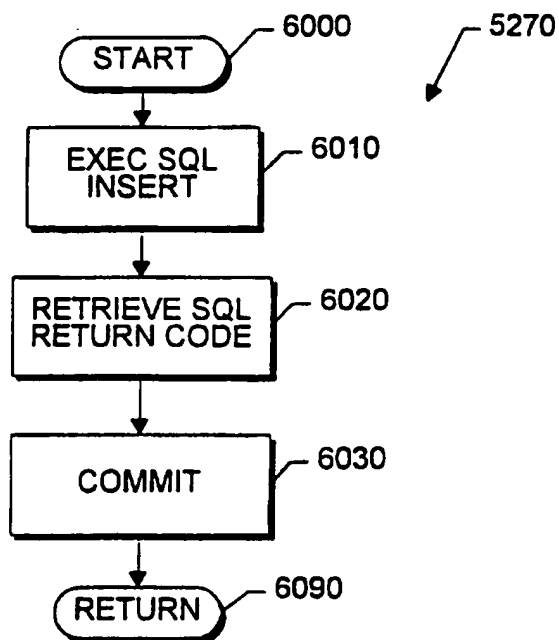 6000
5270
START
EXEC SQL
INSERT
6010
RETRIEVE SQL
RETURN CODE
6020
COMMIT
6030
RETURN
6090